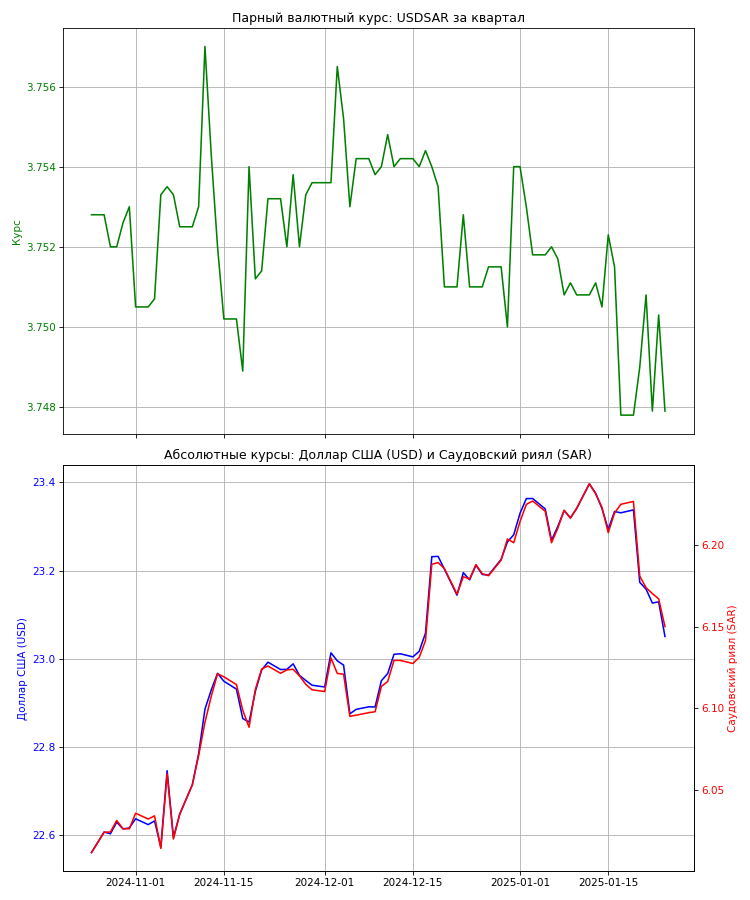 Парный валютный курс: USDSAR за квартал
3.756
3.754
3.752
3.750
3.748
Курс
Абсолютные курсы: Доллар США (USD) и Саудовский риял (SAR)
23.4
23.2
23.0
22.8
22.6
Доллар США (USD)
6.20
6.15
6.10
6.05
Саудовский риял (SAR)
2024-11-01 2024-11-15 2024-12-01 2024-12-15 2025-01-01 2025-01-15